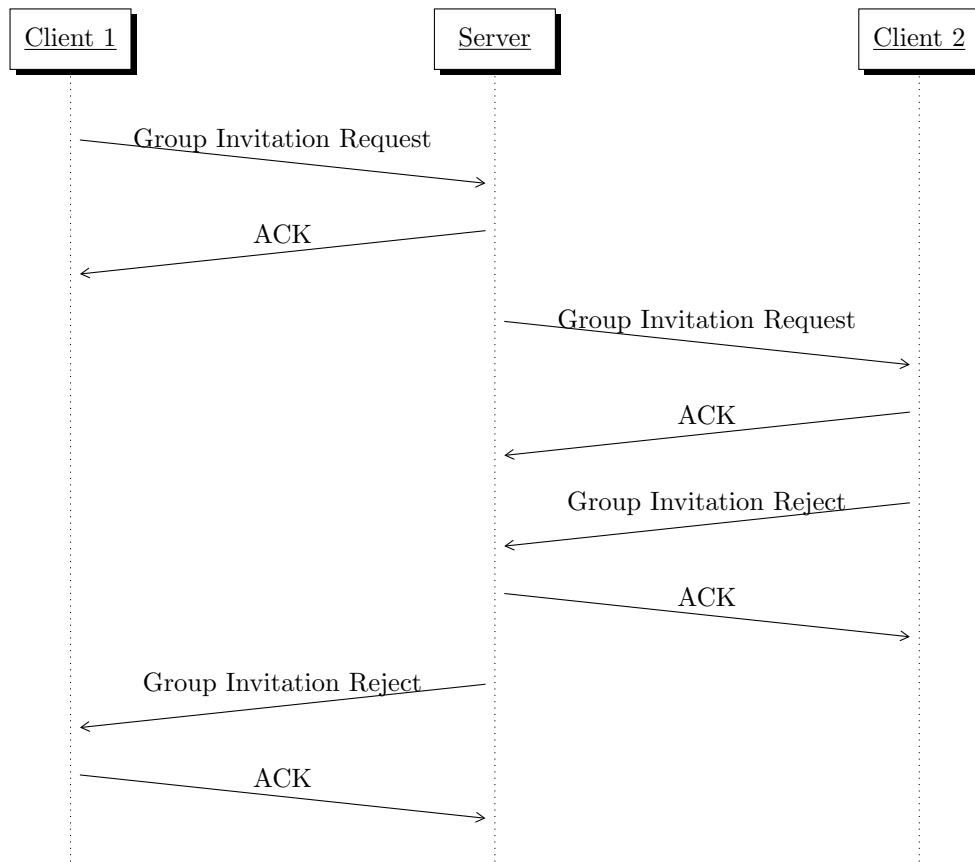 Client 1
Server
Client 2
Group Invitation Request
ACK
Group Invitation Request
ACK
Group Invitation Reject
ACK
Group Invitation Reject
ACK